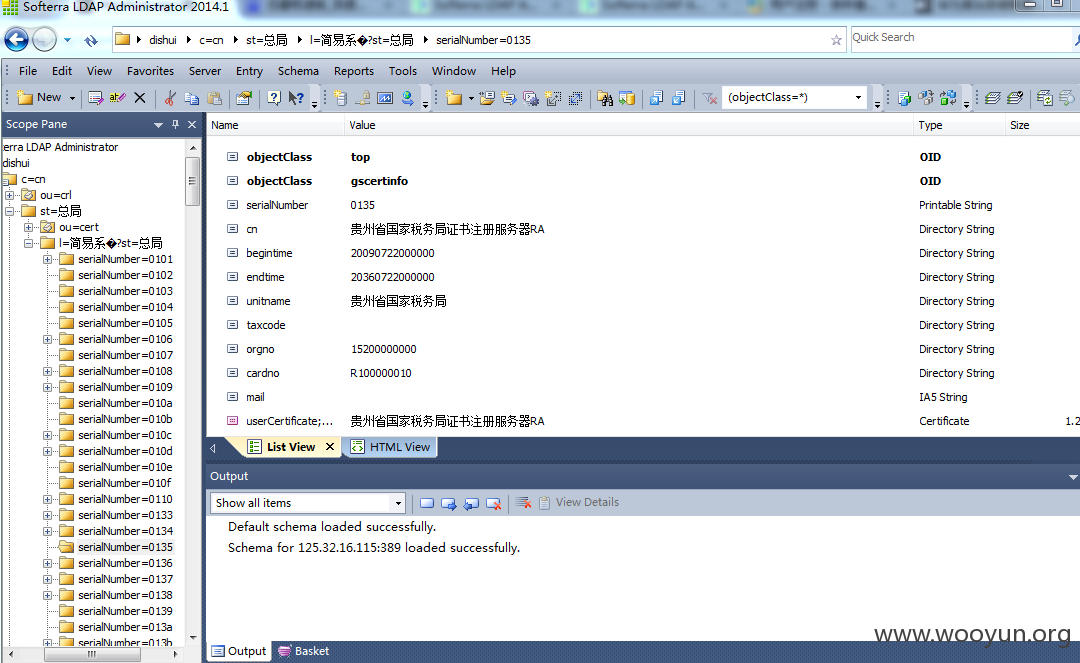 Softerra LDAP Administrator 2014.1
dishui c=cn st=总局 l=简易系�?st=总局 serialNumber=0135
Quick Search
File Edit View Favorites Server Entry Schema Reports Tools Window Help
New (objectClass=*)
Scope Pane
erra LDAP Administrator
dishui
c=cn
ou=crl
st=总局
ou=cert
l=简易系�?st=总局
serialNumber=0101
serialNumber=0102
serialNumber=0103
serialNumber=0104
serialNumber=0105
serialNumber=0106
serialNumber=0107
serialNumber=0108
serialNumber=0109
serialNumber=010a
serialNumber=010b
serialNumber=010c
serialNumber=010d
serialNumber=010e
serialNumber=010f
serialNumber=0110
serialNumber=0133
serialNumber=0134
serialNumber=0135
serialNumber=0136
serialNumber=0137
serialNumber=0138
serialNumber=0139
serialNumber=013a
serialNumber=013b
Name Value Type Size
objectClass top OID
objectClass gscertinfo OID
serialNumber 0135 Printable String
cn 贵州省国家税务局证书注册服务器RA Directory String
begintime 20090722000000 Directory String
endtime 20360722000000 Directory String
unitname 贵州省国家税务局 Directory String
taxcode Directory String
orgno 15200000000 Directory String
cardno R100000010 Directory String
mail IA5 String
userCertificate;... 贵州省国家税务局证书注册服务器RA Certificate 1.2
List View HTML View
Output
Show all items View Details
Default schema loaded successfully.
Schema for 125.32.16.115:389 loaded successfully.
Output Basket
www.wooyun.org